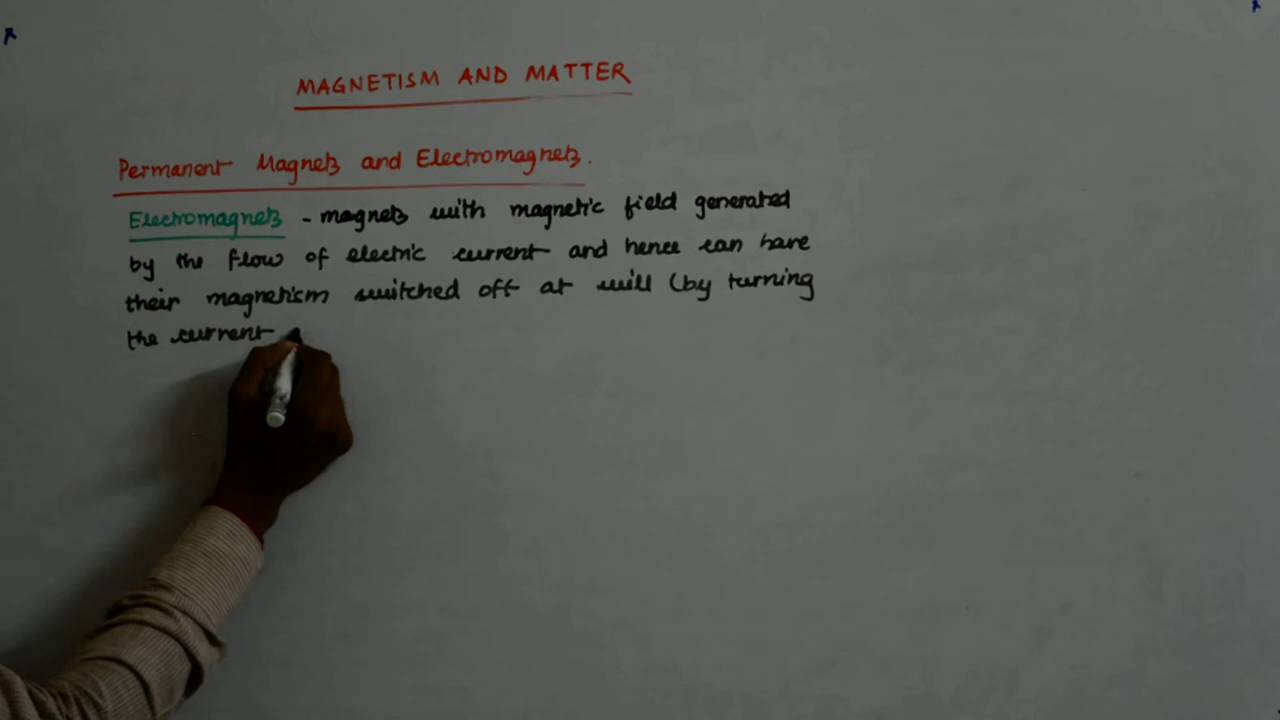 MAGNETISM AND MATTER
Permanent Magnets and Electromagnets.
Electromagnets - magnets with magnetic field generated
by the flow of electric current and hence can have
their magnetism switched off at will (by turning
the current